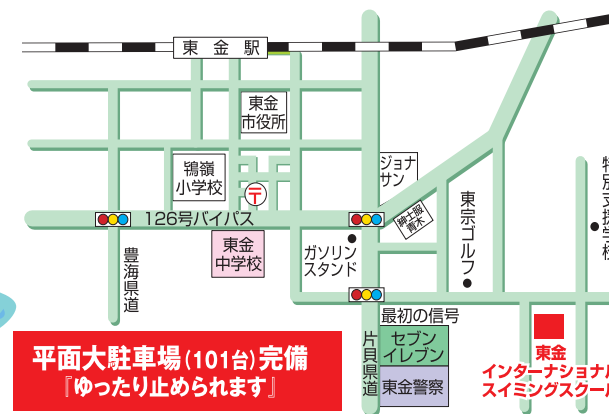 東金駅
東金
市役所
鴇嶺
小学校
〒
ジョナ
サン
126号バイパス
紳士服
青木
東金
中学校
ガソリン
スタンド
豊海県道
東宗ゴルフ
特別支援学校
最初の信号
セブン
イレブン
片貝県道
東金警察
東金
インターナショナル
スイミングスクール
平面大駐車場(101台)完備
『ゆったり止められます』